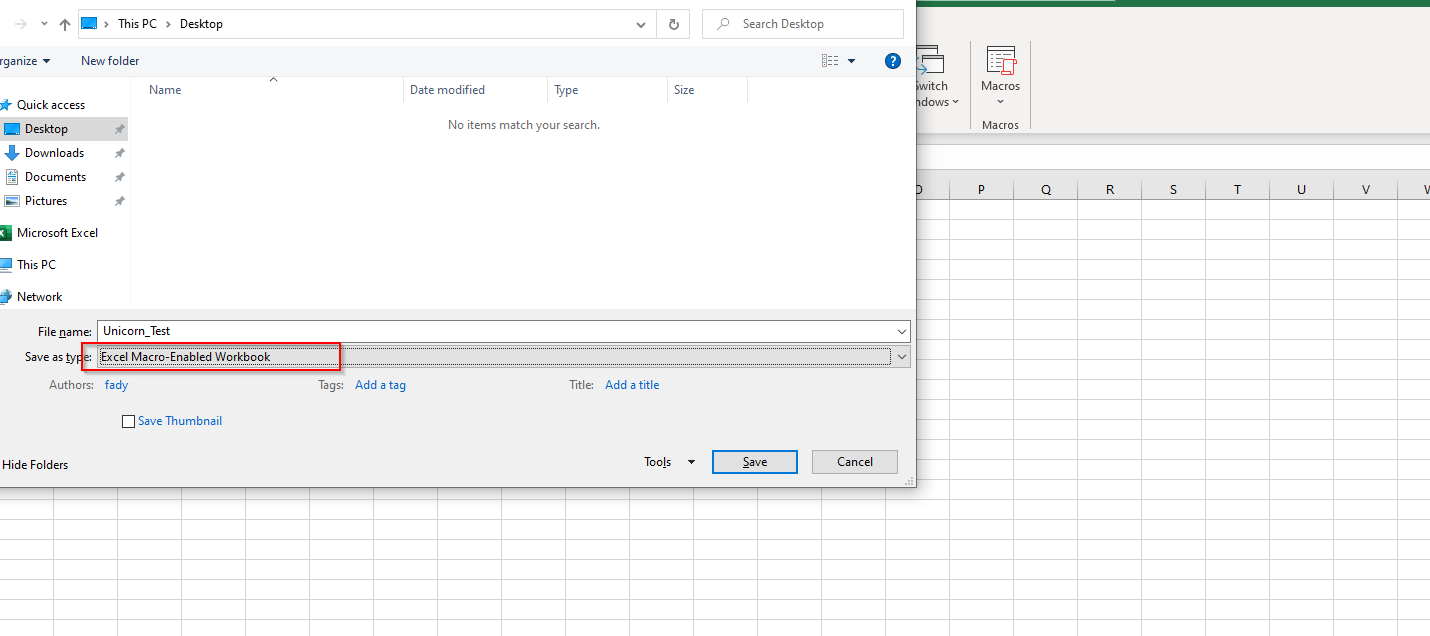 This PC > Desktop
Search Desktop
rganize
New folder
?
Name
Date modified
Type
Size
Quick access
No items match your search.
Desktop
Downloads
Documents
Pictures
Microsoft Excel
This PC
Network
File name: Unicorn_Test
Save as type: Excel Macro-Enabled Workbook
Authors: fady
Tags: Add a tag
Title: Add a title
Save Thumbnail
Hide Folders
Tools
Save
Cancel
witch
ndows
Macros
Macros
P Q R S T U V